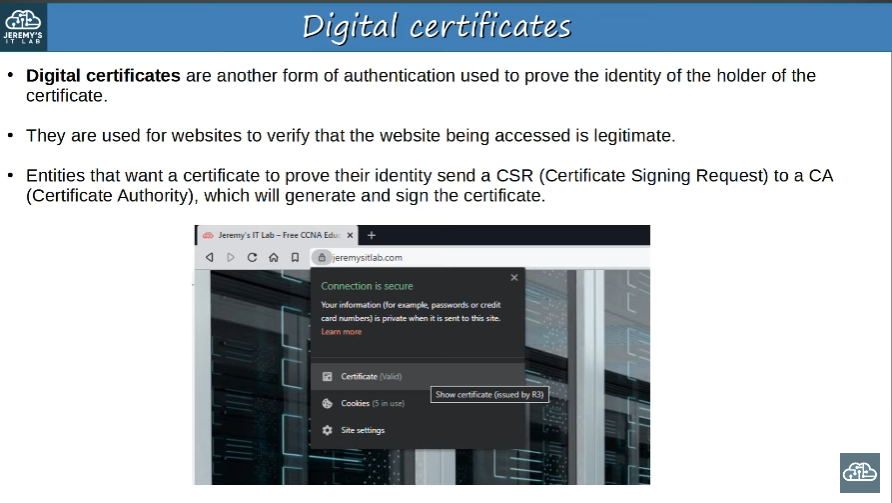 JEREMY'S
IT LAB
Digital certificates
• Digital certificates are another form of authentication used to prove the identity of the holder of the
certificate.
• They are used for websites to verify that the website being accessed is legitimate.
• Entities that want a certificate to prove their identity send a CSR (Certificate Signing Request) to a CA
(Certificate Authority), which will generate and sign the certificate.
Jeremy's IT Lab – Free CCNA Edu
jeremysitlab.com
Connection is secure
Your information (for example, passwords or credit
card numbers) is private when it is sent to this site.
Learn more
Certificate (Valid)
Show certificate (issued by R3)
Cookies (5 in use)
Site settings